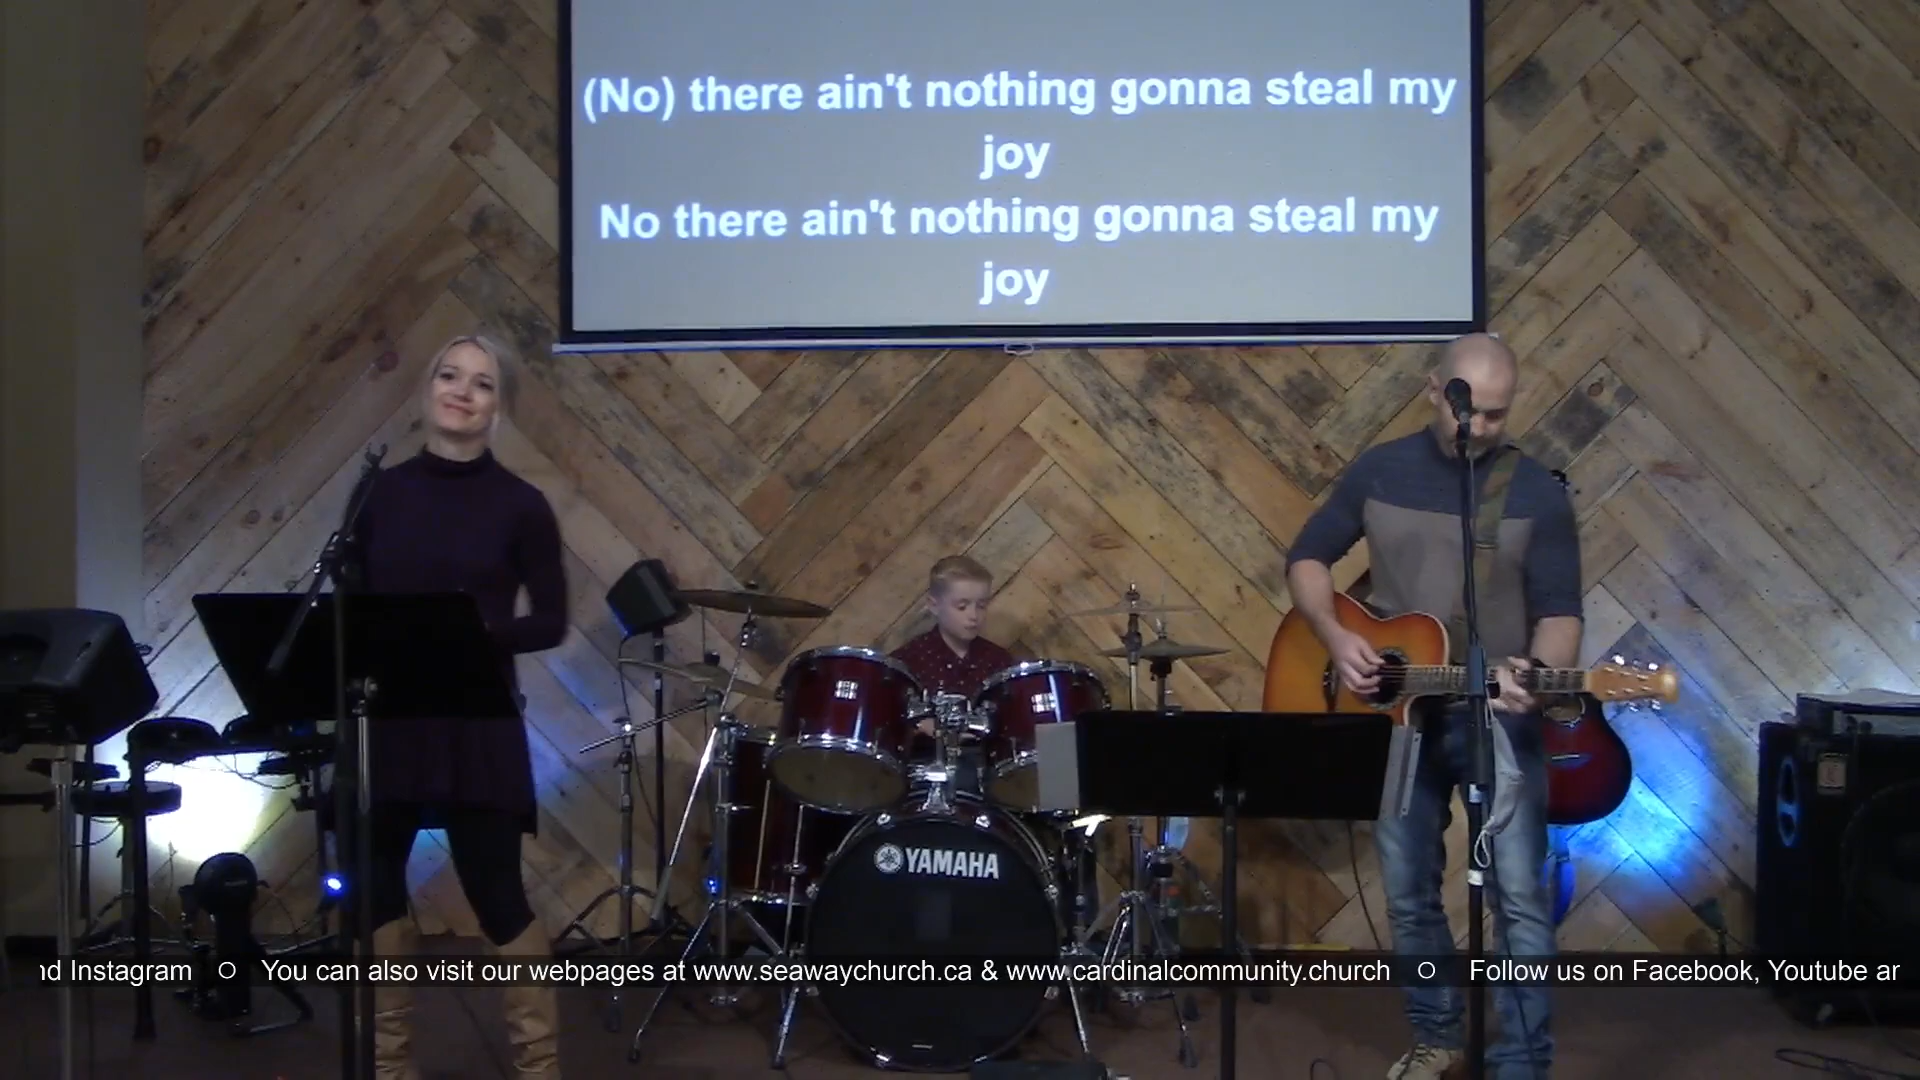 (No) there ain't nothing gonna steal my
joy
No there ain't nothing gonna steal my
joy
YAMAHA
nd Instagram ○ You can also visit our webpages at www.seawaychurch.ca & www.cardinalcommunity.church ○ Follow us on Facebook, Youtube ar